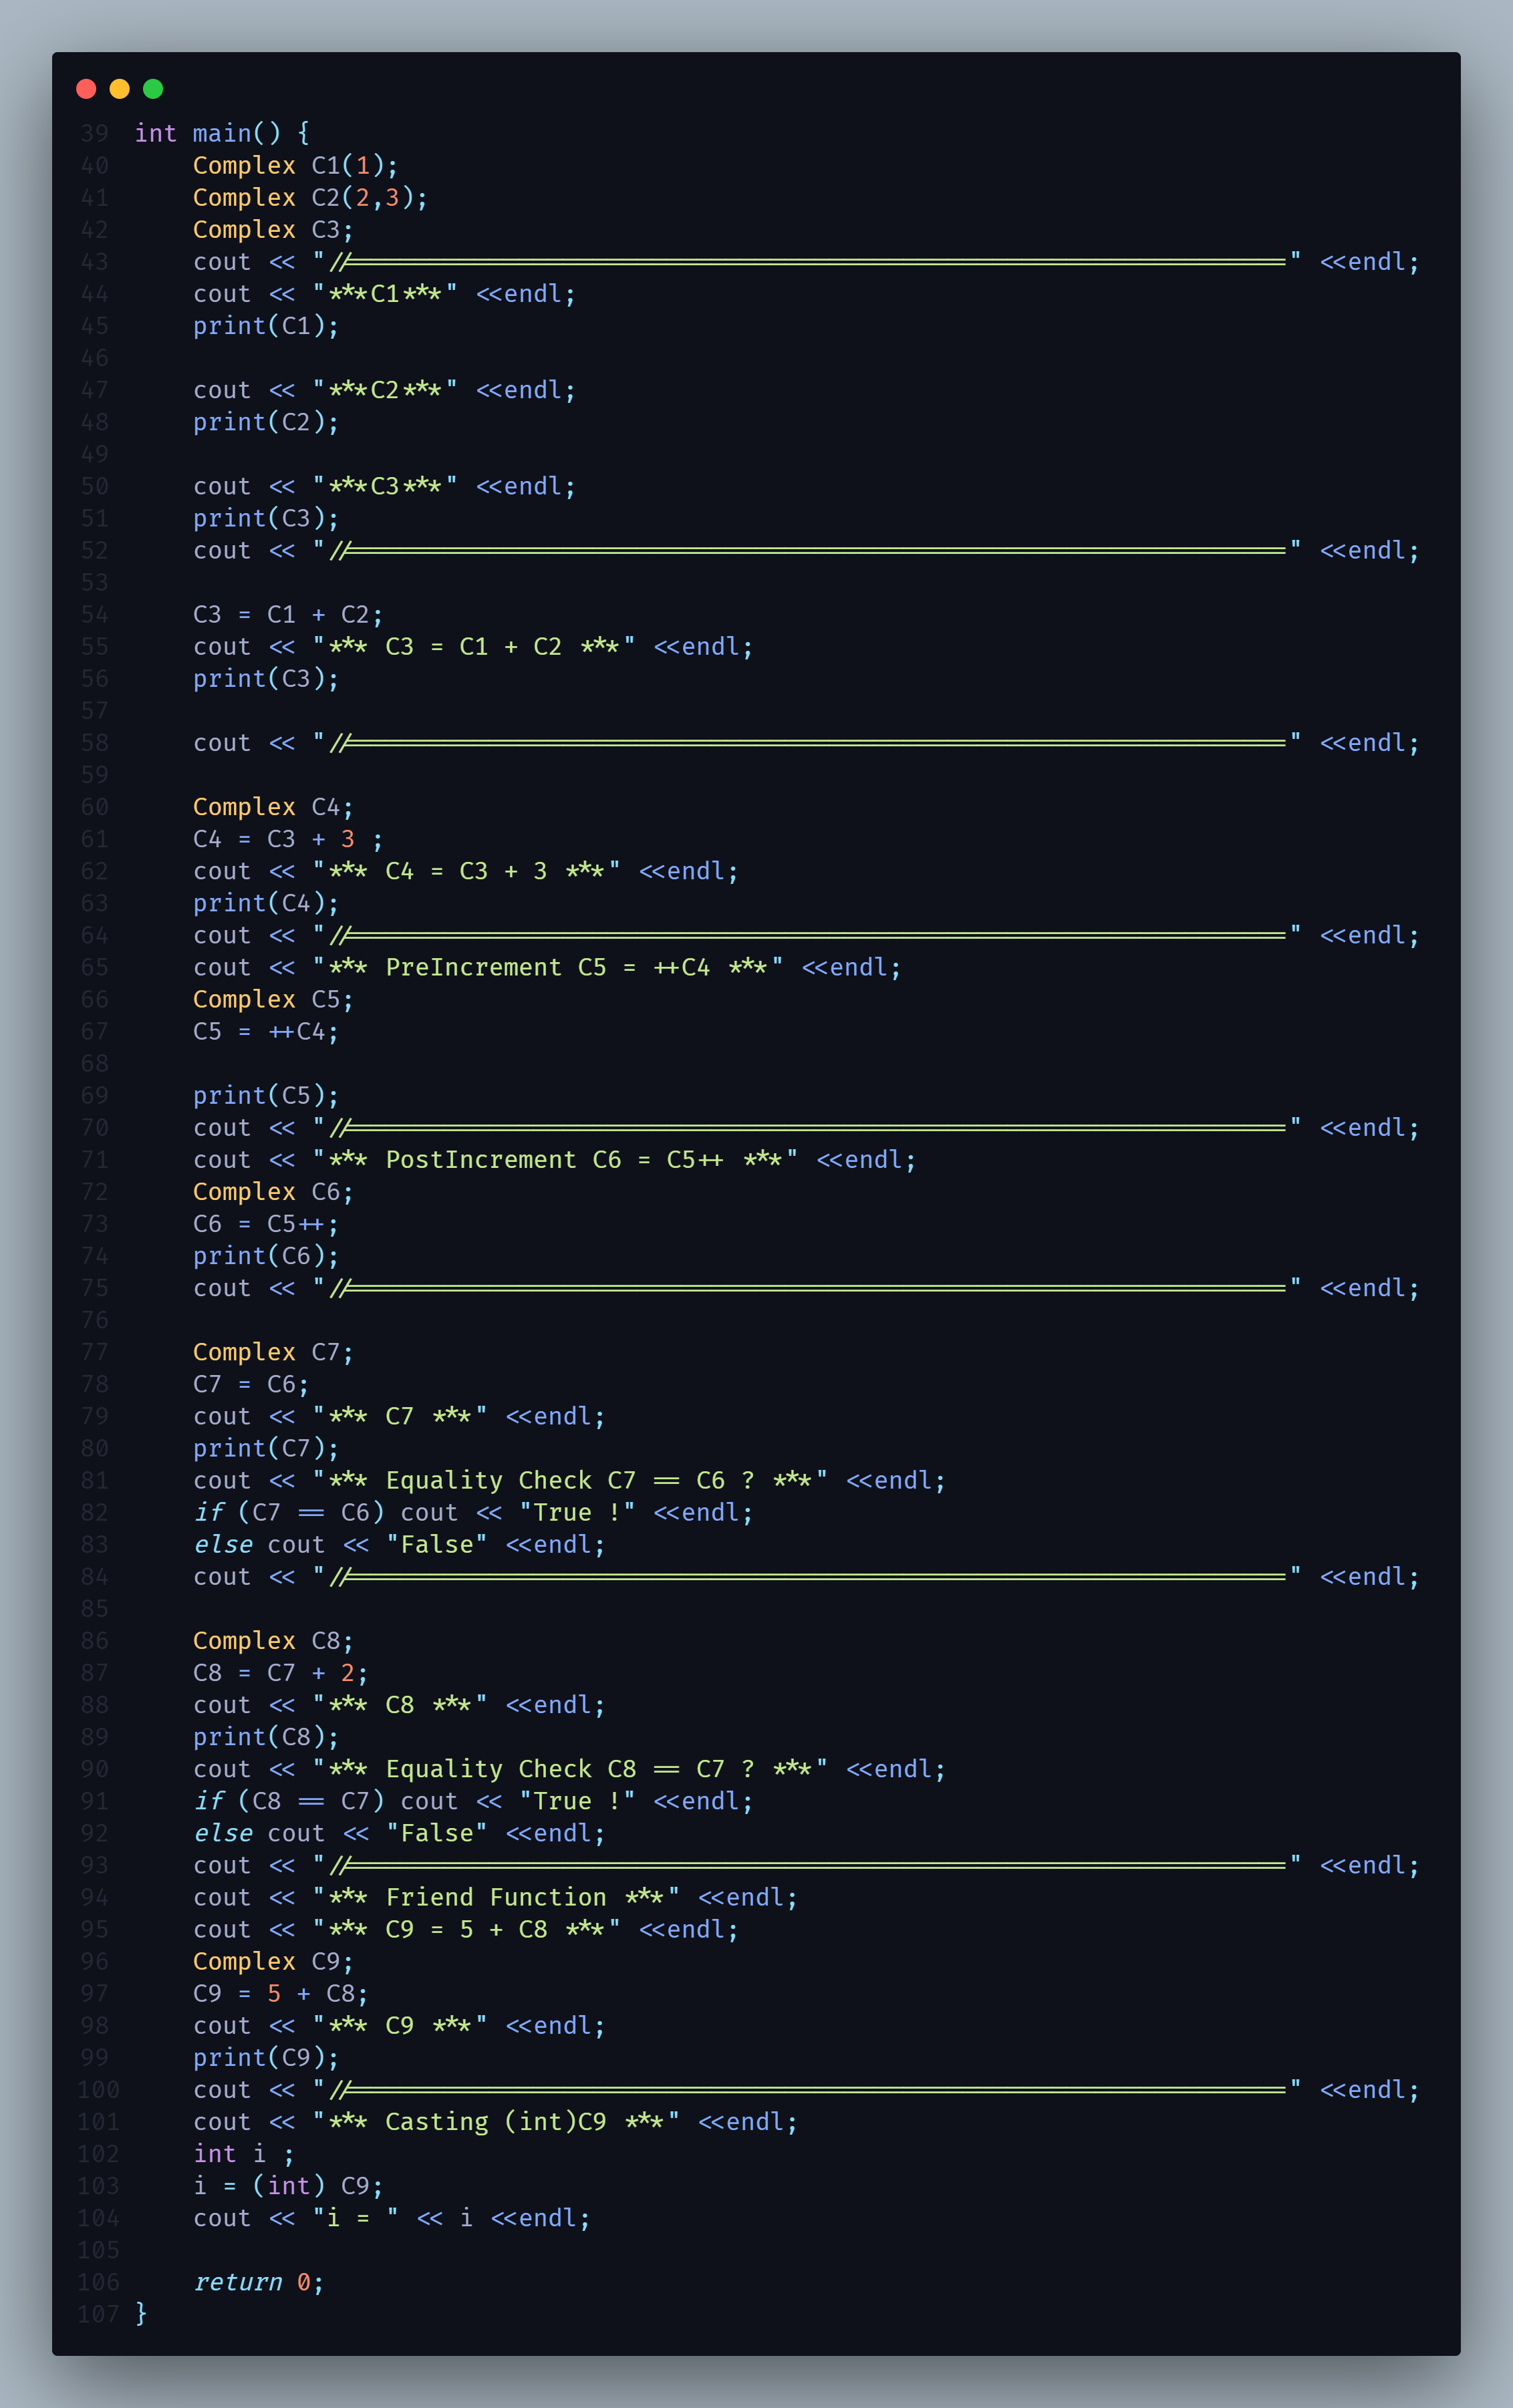 39 int main() {
40     Complex C1(1);
41     Complex C2(2,3);
42     Complex C3;
43     cout << "//===============================================================" <<endl;
44     cout << "***C1***" <<endl;
45     print(C1);
46
47     cout << "***C2***" <<endl;
48     print(C2);
49
50     cout << "***C3***" <<endl;
51     print(C3);
52     cout << "//===============================================================" <<endl;
53
54     C3 = C1 + C2;
55     cout << "*** C3 = C1 + C2 ***" <<endl;
56     print(C3);
57
58     cout << "//===============================================================" <<endl;
59
60     Complex C4;
61     C4 = C3 + 3 ;
62     cout << "*** C4 = C3 + 3 ***" <<endl;
63     print(C4);
64     cout << "//===============================================================" <<endl;
65     cout << "*** PreIncrement C5 = ++C4 ***" <<endl;
66     Complex C5;
67     C5 = ++C4;
68
69     print(C5);
70     cout << "//===============================================================" <<endl;
71     cout << "*** PostIncrement C6 = C5++ ***" <<endl;
72     Complex C6;
73     C6 = C5++;
74     print(C6);
75     cout << "//===============================================================" <<endl;
76
77     Complex C7;
78     C7 = C6;
79     cout << "*** C7 ***" <<endl;
80     print(C7);
81     cout << "*** Equality Check C7 == C6 ? ***" <<endl;
82     if (C7 == C6) cout << "True !" <<endl;
83     else cout << "False" <<endl;
84     cout << "//===============================================================" <<endl;
85
86     Complex C8;
87     C8 = C7 + 2;
88     cout << "*** C8 ***" <<endl;
89     print(C8);
90     cout << "*** Equality Check C8 == C7 ? ***" <<endl;
91     if (C8 == C7) cout << "True !" <<endl;
92     else cout << "False" <<endl;
93     cout << "//===============================================================" <<endl;
94     cout << "*** Friend Function ***" <<endl;
95     cout << "*** C9 = 5 + C8 ***" <<endl;
96     Complex C9;
97     C9 = 5 + C8;
98     cout << "*** C9 ***" <<endl;
99     print(C9);
100     cout << "//===============================================================" <<endl;
101     cout << "*** Casting (int)C9 ***" <<endl;
102     int i ;
103     i = (int) C9;
104     cout << "i = " << i <<endl;
105
106     return 0;
107 }